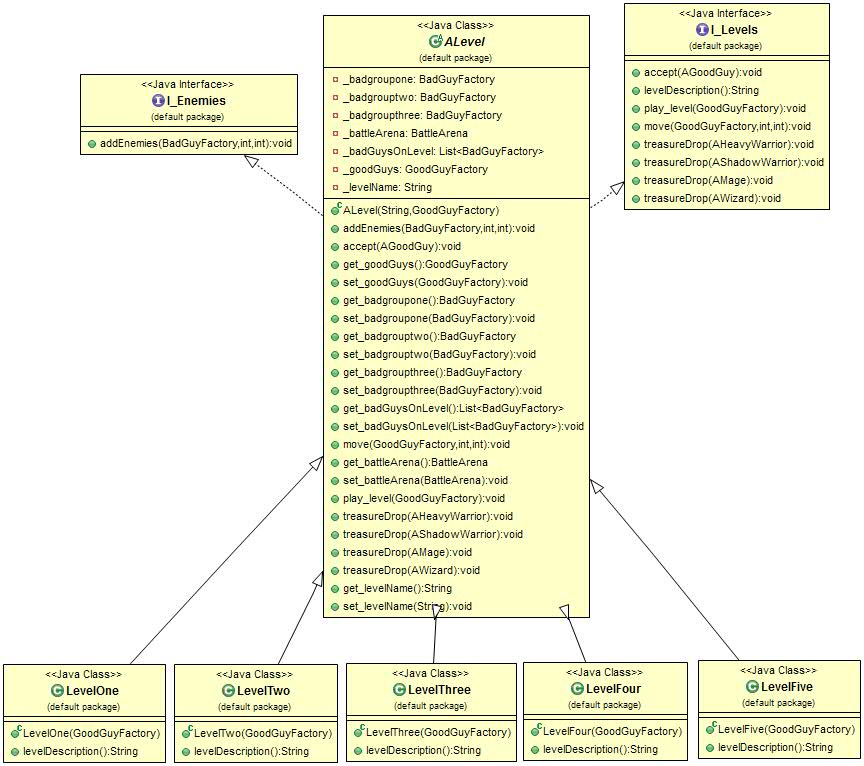 <<Java Interface>>
I_Enemies
(default package)
addEnemies(BadGuyFactory,int,int):void
<<Java Class>>
ALevel
(default package)
_badgroupone: BadGuyFactory
_badgrouptwo: BadGuyFactory
_badgroupthree: BadGuyFactory
_battleArena: BattleArena
_badGuysOnLevel: List<BadGuyFactory>
_goodGuys: GoodGuyFactory
_levelName: String
ALevel(String,GoodGuyFactory)
addEnemies(BadGuyFactory,int,int):void
accept(AGoodGuy):void
get_goodGuys():GoodGuyFactory
set_goodGuys(GoodGuyFactory):void
get_badgroupone():BadGuyFactory
set_badgroupone(BadGuyFactory):void
get_badgrouptwo():BadGuyFactory
set_badgrouptwo(BadGuyFactory):void
get_badgroupthree():BadGuyFactory
set_badgroupthree(BadGuyFactory):void
get_badGuysOnLevel():List<BadGuyFactory>
set_badGuysOnLevel(List<BadGuyFactory>):void
move(GoodGuyFactory,int,int):void
get_battleArena():BattleArena
set_battleArena(BattleArena):void
play_level(GoodGuyFactory):void
treasureDrop(AHeavyWarrior):void
treasureDrop(AShadowWarrior):void
treasureDrop(AMage):void
treasureDrop(AWizard):void
get_levelName():String
set_levelName(String):void
<<Java Interface>>
I_Levels
(default package)
accept(AGoodGuy):void
levelDescription():String
play_level(GoodGuyFactory):void
move(GoodGuyFactory,int,int):void
treasureDrop(AHeavyWarrior):void
treasureDrop(AShadowWarrior):void
treasureDrop(AMage):void
treasureDrop(AWizard):void
<<Java Class>>
LevelOne
(default package)
LevelOne(GoodGuyFactory)
levelDescription():String
<<Java Class>>
LevelTwo
(default package)
LevelTwo(GoodGuyFactory)
levelDescription():String
<<Java Class>>
LevelThree
(default package)
LevelThree(GoodGuyFactory)
levelDescription():String
<<Java Class>>
LevelFour
(default package)
LevelFour(GoodGuyFactory)
levelDescription():String
<<Java Class>>
LevelFive
(default package)
LevelFive(GoodGuyFactory)
levelDescription():String